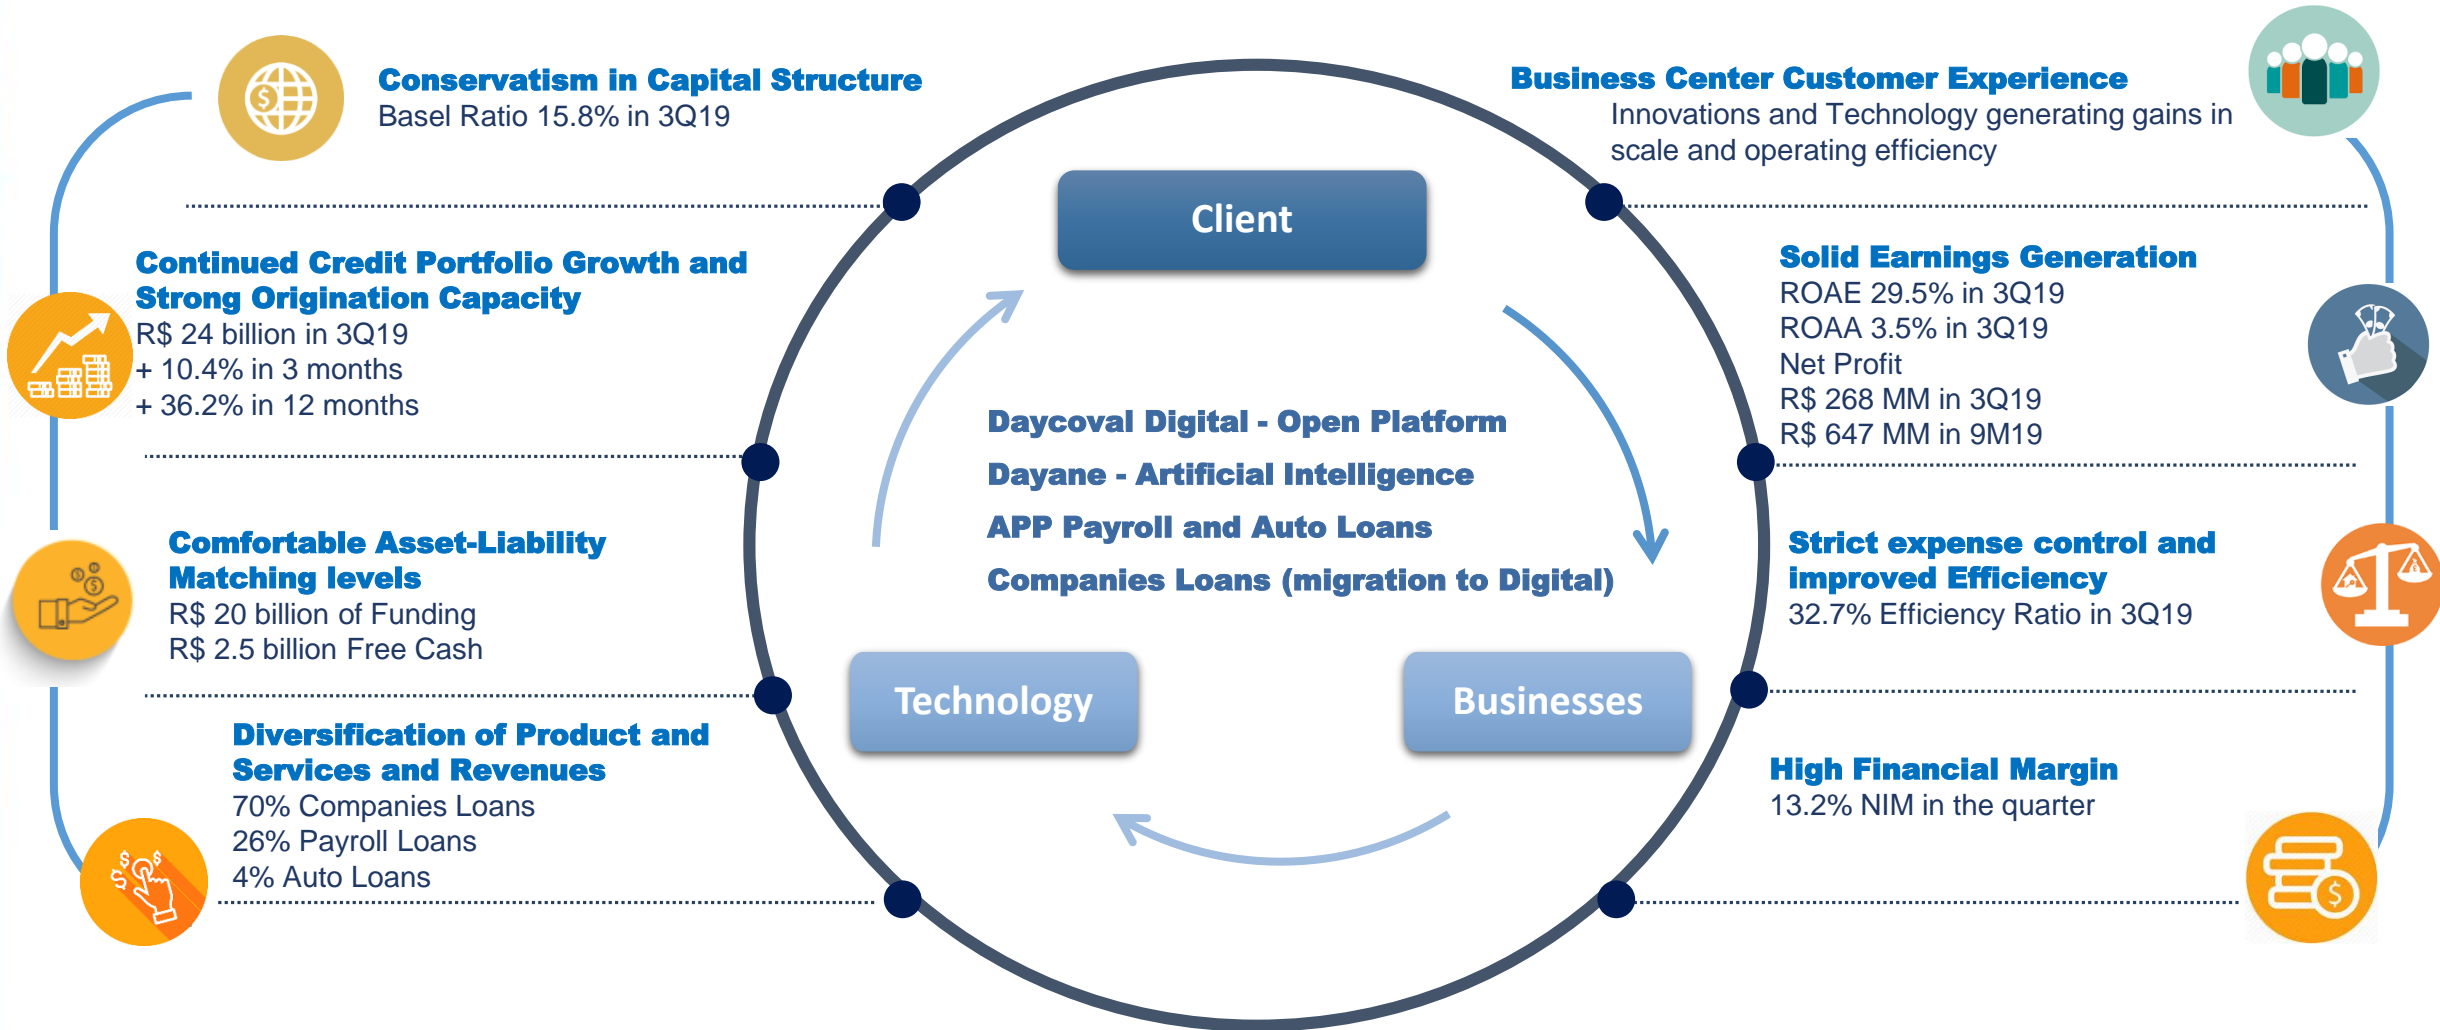 Conservatism in Capital Structure
Basel Ratio 15.8% in 3Q19
Continued Credit Portfolio Growth and
Strong Origination Capacity
R$ 24 billion in 3Q19
+ 10.4% in 3 months
+ 36.2% in 12 months
Comfortable Asset-Liability
Matching levels
R$ 20 billion of Funding
R$ 2.5 billion Free Cash
Diversification of Product and
Services and Revenues
70% Companies Loans
26% Payroll Loans
4% Auto Loans
Client
Daycoval Digital - Open Platform
Dayane - Artificial Intelligence
APP Payroll and Auto Loans
Companies Loans (migration to Digital)
Technology
Businesses
Business Center Customer Experience
Innovations and Technology generating gains in
scale and operating efficiency
Solid Earnings Generation
ROAE 29.5% in 3Q19
ROAA 3.5% in 3Q19
Net Profit
R$ 268 MM in 3Q19
R$ 647 MM in 9M19
Strict expense control and
improved Efficiency
32.7% Efficiency Ratio in 3Q19
High Financial Margin
13.2% NIM in the quarter